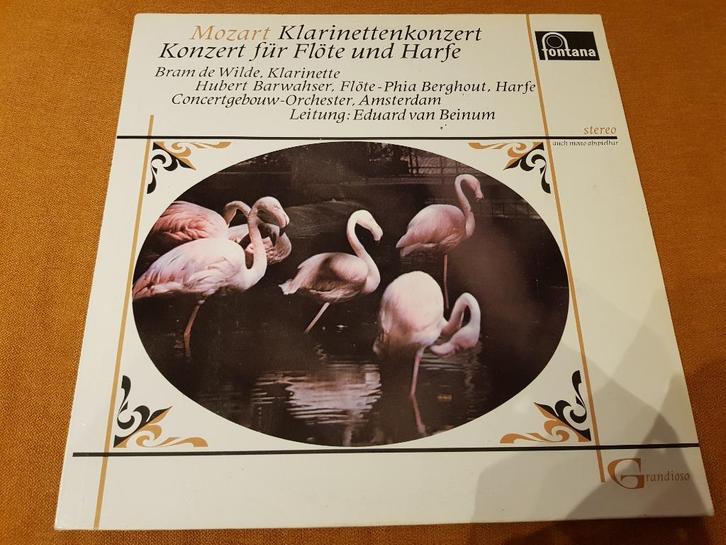 Mozart Klarinettenkonzert
Konzert für Flöte und Harfe
fontana
Bram de Wilde, Klarinette
Hubert Barwahser, Flöte - Phia Berghout, Harfe
Concertgebouw-Orchester, Amsterdam
Leitung: Eduard van Beinum
stereo
auch mono abspielbar
Grandioso